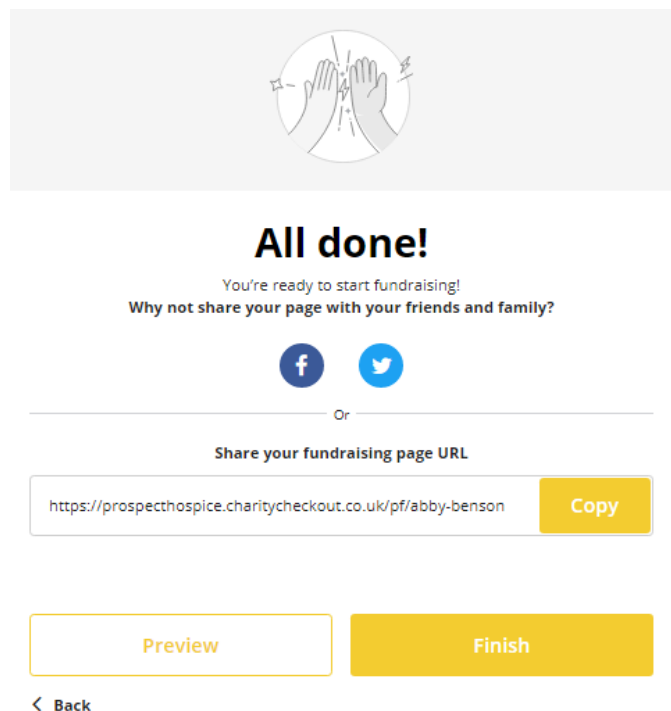 All done!
You're ready to start fundraising!
Why not share your page with your friends and family?
Or
Share your fundraising page URL
https://prospecthospice.charitycheckout.co.uk/pf/abby-benson
Copy
Preview
Finish
Back